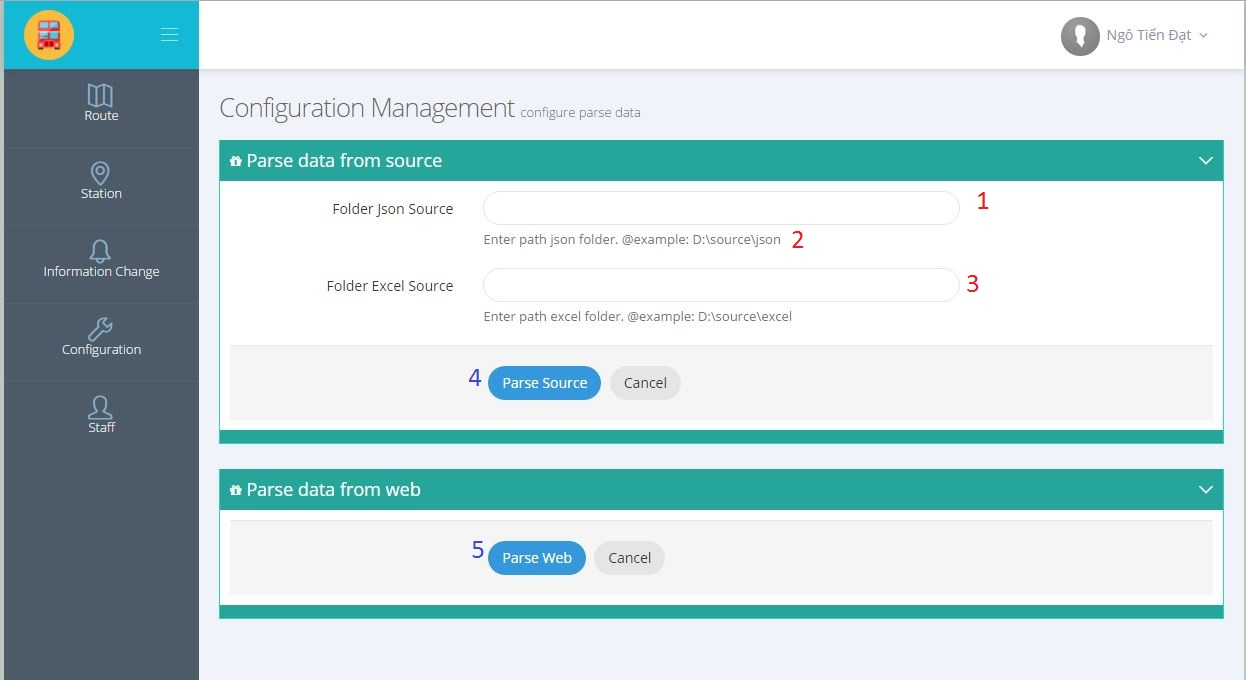 Ngô Tiến Đạt
Route
Station
Information Change
Configuration
Staff
Configuration Management configure parse data
Parse data from source
Folder Json Source 1
Enter path json folder. @example: D:\source\json 2
Folder Excel Source 3
Enter path excel folder. @example: D:\source\excel
4 Parse Source Cancel
Parse data from web
5 Parse Web Cancel